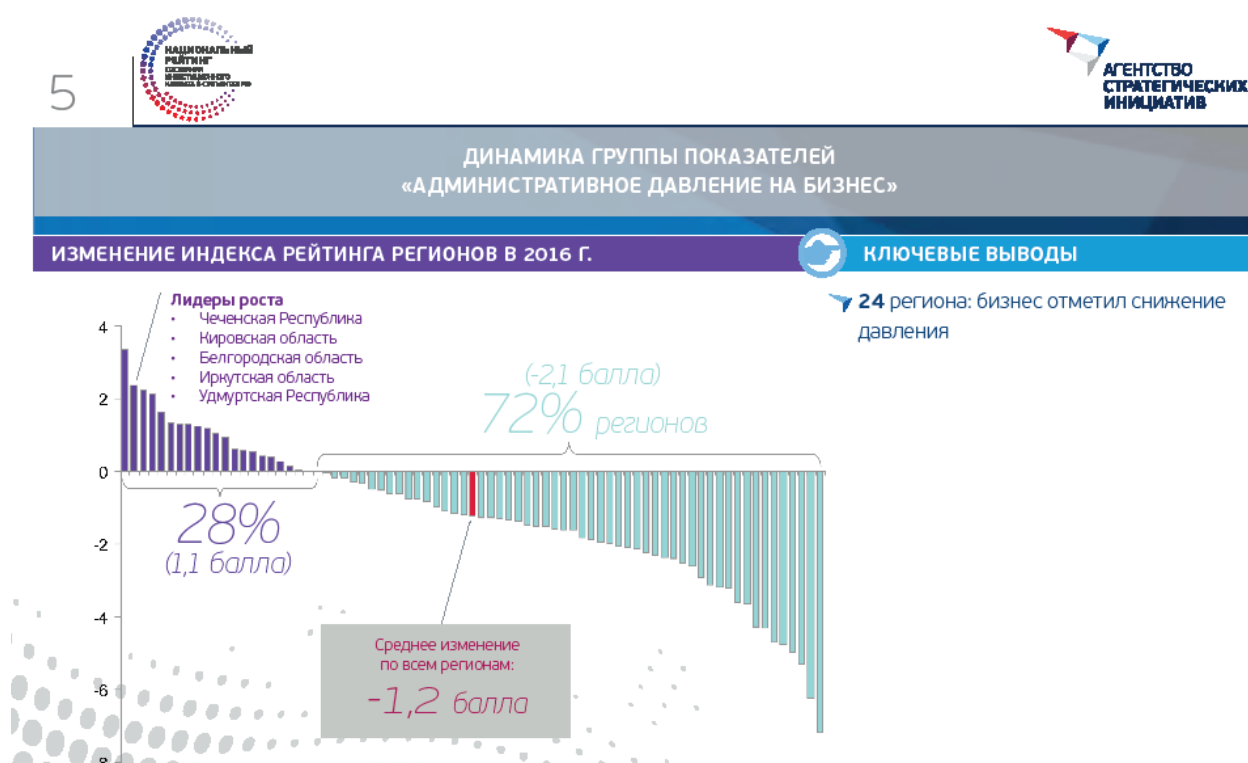 5
НАЦИОНАЛЬНЫЙ
РЕЙТИНГ
АГЕНТСТВО
СТРАТЕГИЧЕСКИХ
ИНИЦИАТИВ
ДИНАМИКА ГРУППЫ ПОКАЗАТЕЛЕЙ
«АДМИНИСТРАТИВНОЕ ДАВЛЕНИЕ НА БИЗНЕС»
ИЗМЕНЕНИЕ ИНДЕКСА РЕЙТИНГА РЕГИОНОВ В 2016 Г.
КЛЮЧЕВЫЕ ВЫВОДЫ
Лидеры роста
• Чеченская Республика
• Кировская область
• Белгородская область
• Иркутская область
• Удмуртская Республика
24 региона: бизнес отметил снижение
давления
(-2,1 балла)
72% регионов
4
2
0
-2
-4
-6
-8
28%
(1,1 балла)
Среднее изменение
по всем регионам:
-1,2 балла